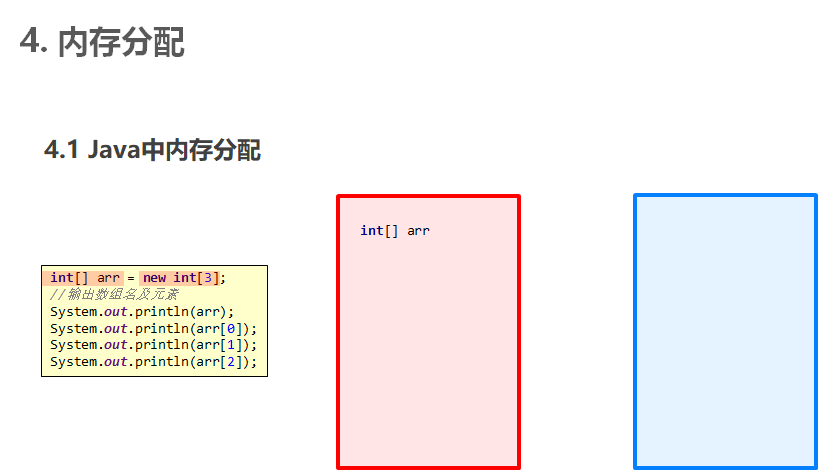 4. 内存分配
4.1 Java中内存分配
int[] arr
int[] arr = new int[3];
//输出数组名及元素
System.out.println(arr);
System.out.println(arr[0]);
System.out.println(arr[1]);
System.out.println(arr[2]);